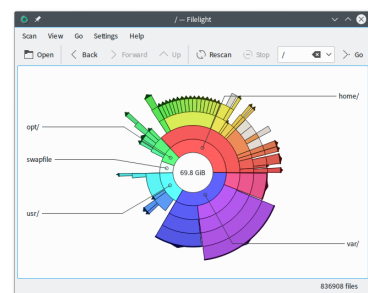 / — Filelight
Scan View Go Settings Help
Open Back Forward Up Rescan Stop / Go
home/
opt/
swapfile
69.8 GiB
usr/
var/
836908 files